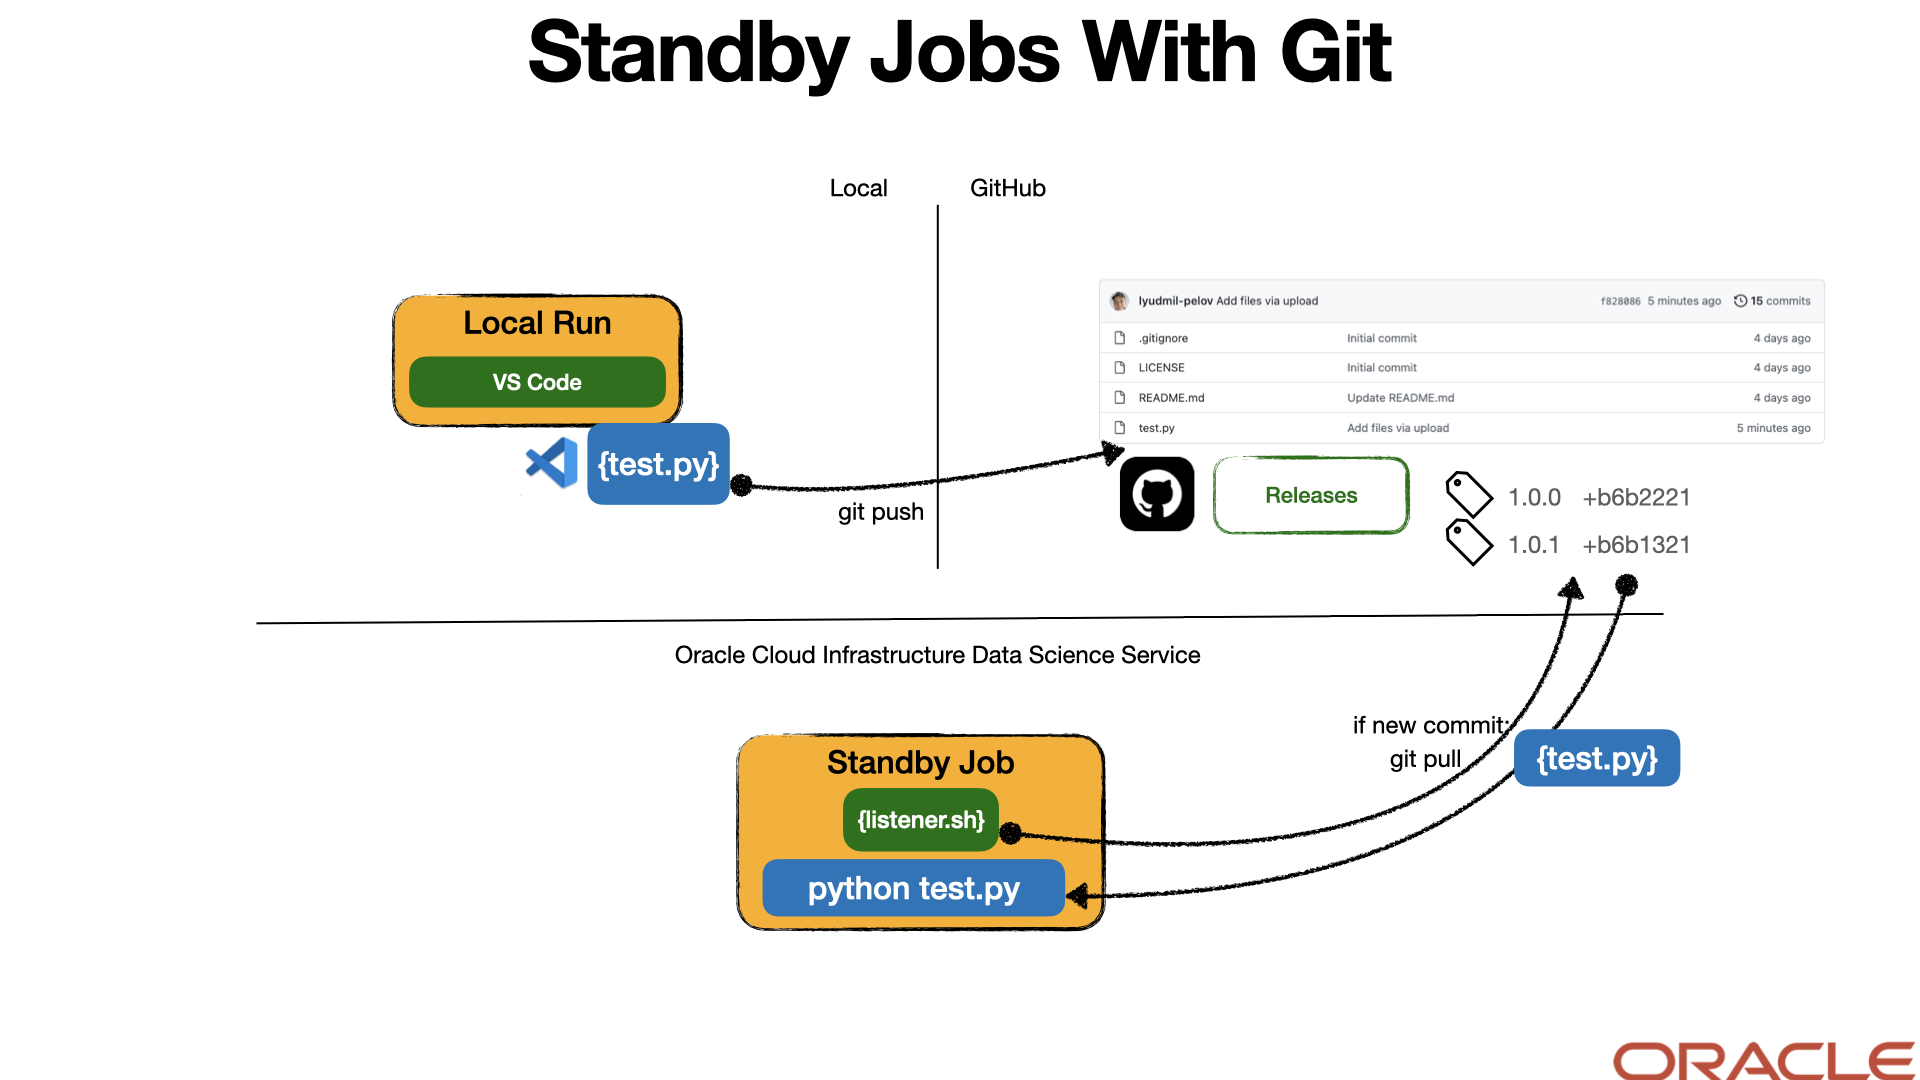 Standby Jobs With Git
Local
GitHub
Local Run
VS Code
{test.py}
git push
lyudmil-pelov Add files via upload f828086 5 minutes ago 15 commits
.gitignore Initial commit 4 days ago
LICENSE Initial commit 4 days ago
README.md Update README.md 4 days ago
test.py Add files via upload 5 minutes ago
Releases
1.0.0 +b6b2221
1.0.1 +b6b1321
Oracle Cloud Infrastructure Data Science Service
if new commit:
git pull
{test.py}
Standby Job
{listener.sh}
python test.py
ORACLE